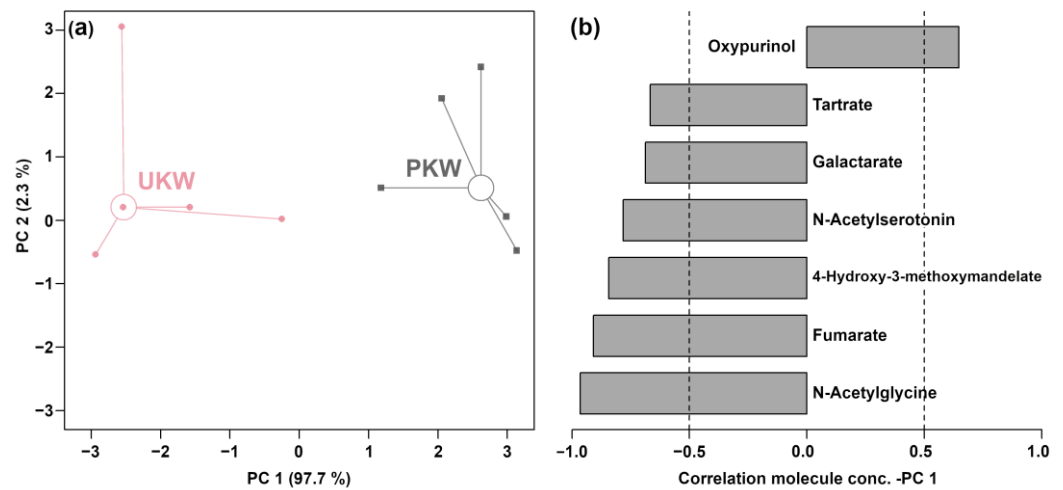 (a)
UKW
PKW
PC 2 (2.3 %)
3
2
1
0
−1
−2
−3
−3
−2
−1
0
1
2
3
PC 1 (97.7 %)
(b)
Oxypurinol
Tartrate
Galactarate
N-Acetylserotonin
4-Hydroxy-3-methoxymandelate
Fumarate
N-Acetylglycine
-1.0
-0.5
0.0
0.5
1.0
Correlation molecule conc. -PC 1